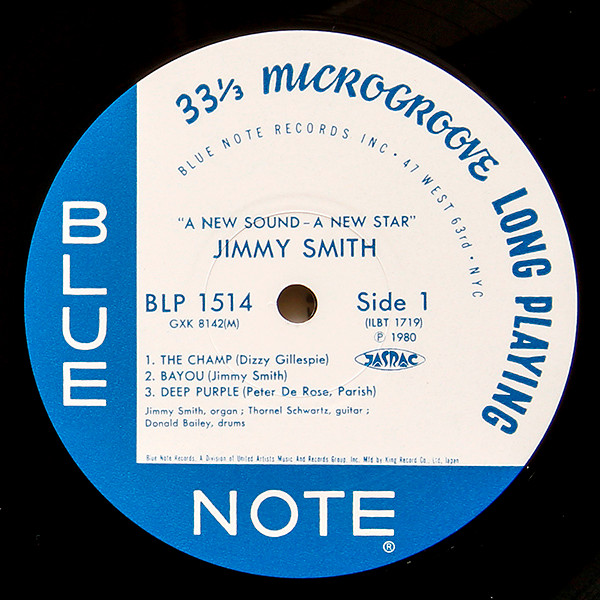 33⅓ MICROGROOVE LONG PLAYING
BLUE NOTE RECORDS INC • 47 WEST 63rd • NYC
"A NEW SOUND – A NEW STAR"
JIMMY SMITH
BLP 1514 Side 1
GXK 8142(M) (ILBT 1719)
Ⓟ 1980
JASRAC
1. THE CHAMP (Dizzy Gillespie)
2. BAYOU (Jimmy Smith)
3. DEEP PURPLE (Peter De Rose, Parish)
Jimmy Smith, organ ; Thornel Schwartz, guitar ;
Donald Bailey, drums
Blue Note Records, A Division of United Artists Music And Records Group, Inc. Mfd by King Record Co., Ltd, Japan
BLUE
NOTE
®